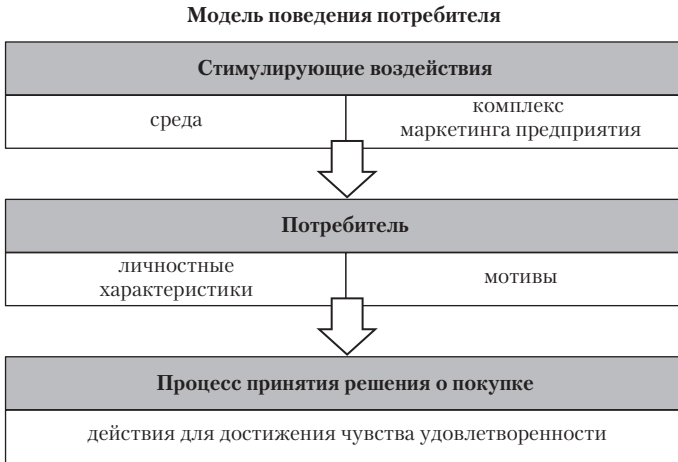 Модель поведения потребителя
Стимулирующие воздействия
среда
комплекс
маркетинга предприятия
Потребитель
личностные
характеристики
мотивы
Процесс принятия решения о покупке
действия для достижения чувства удовлетворенности